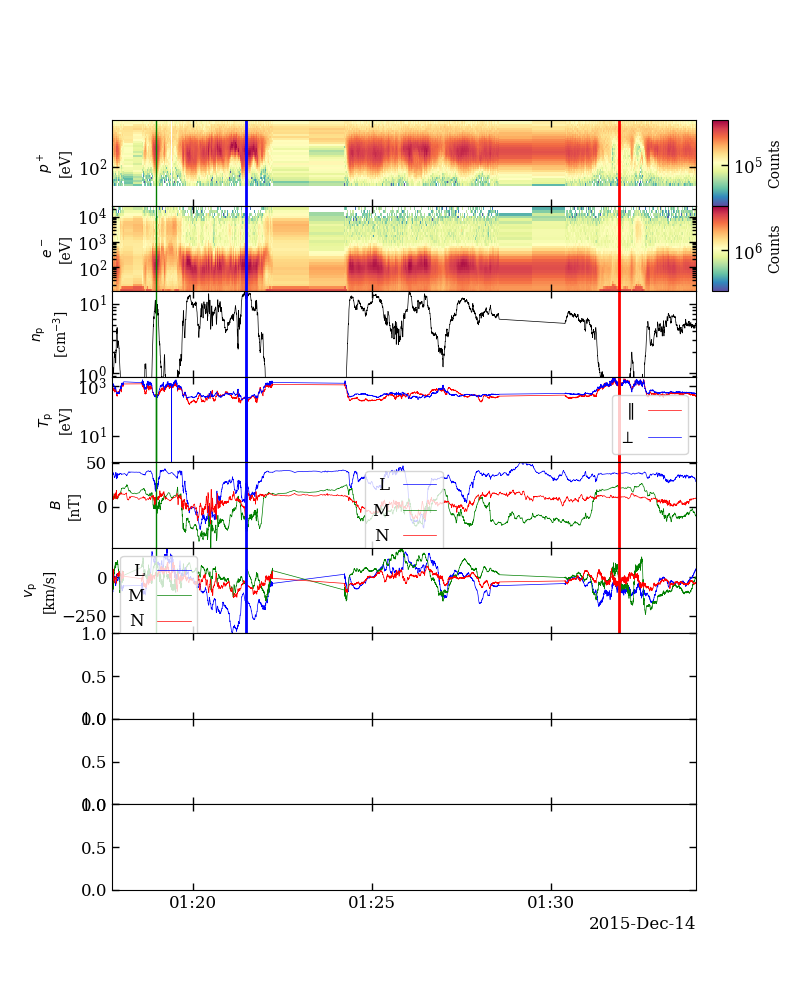 p⁺
[eV]
10²
10⁵
Counts
e⁻
[eV]
10⁴
10³
10²
10⁶
Counts
nₚ
[cm⁻³]
10¹
10⁰
Tₚ
[eV]
10³
10¹
∥
⊥
B
[nT]
50
0
L
M
N
vₚ
[km/s]
0
−250
L
M
N
1.0
0.5
0.0
1.0
0.5
0.0
1.0
0.5
0.0
01:20
01:25
01:30
2015-Dec-14